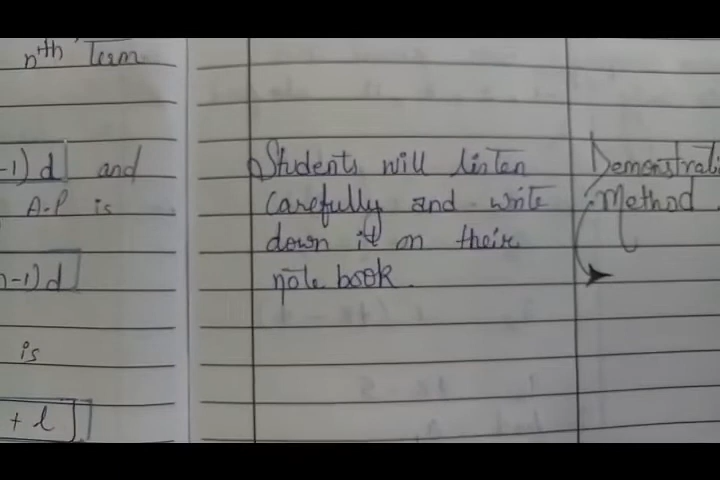 nth Term
-1) d and
A.P is
n-1) d
is
+ l ]
Students will listen
carefully and write
down it on their
note book.
Demonstrati
Method